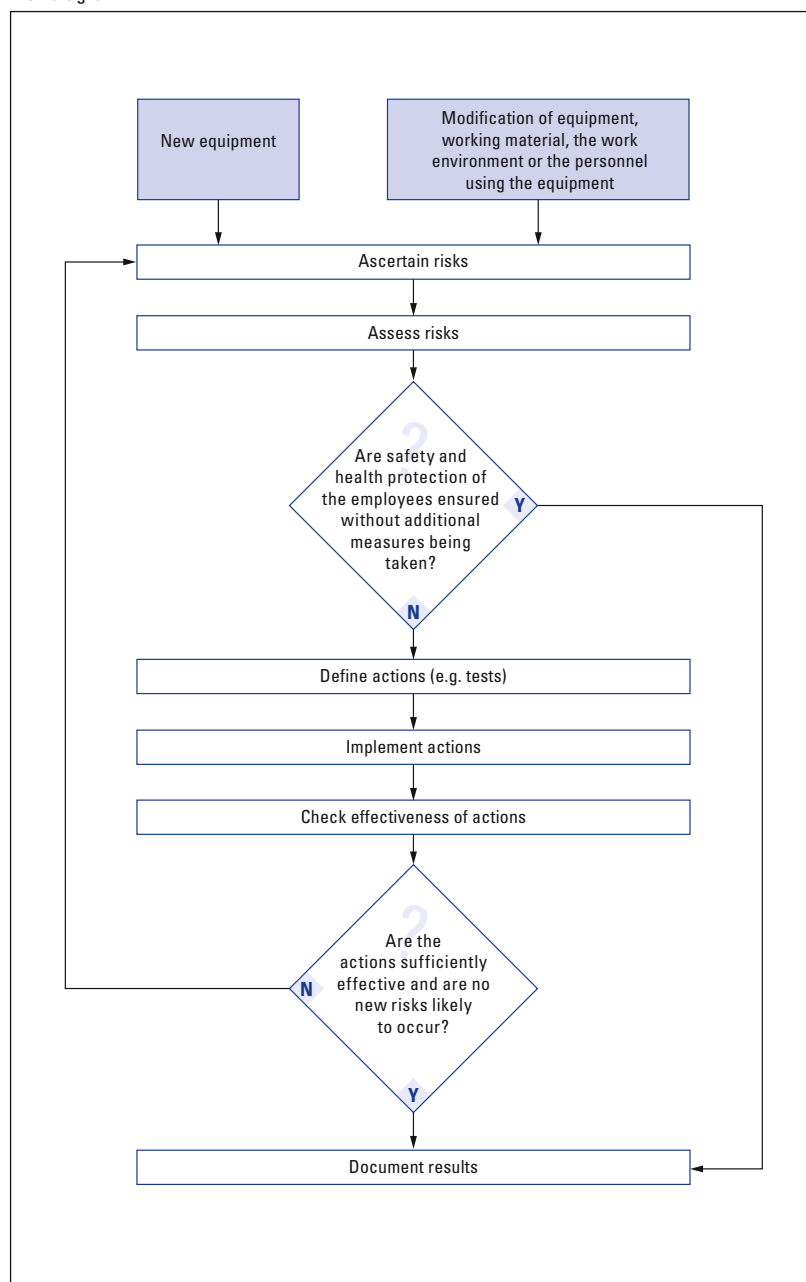 New equipment
Modification of equipment,
working material, the work
environment or the personnel
using the equipment
Ascertain risks
Assess risks
?
Are safety and
health protection of
the employees ensured
without additional
measures being
taken?
Y
N
Define actions (e.g. tests)
Implement actions
Check effectiveness of actions
?
Are the
actions sufficiently
effective and are no
new risks likely
to occur?
N
Y
Document results